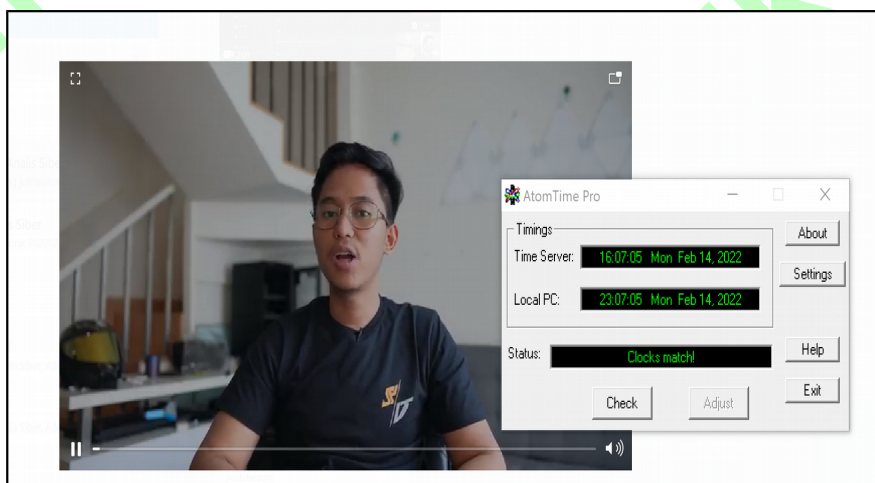 AtomTime Pro
Timings
Time Server: 16:07:05 Mon Feb 14, 2022
Local PC: 23:07:05 Mon Feb 14, 2022
Status: Clocks match!
Check
Adjust
About
Settings
Help
Exit